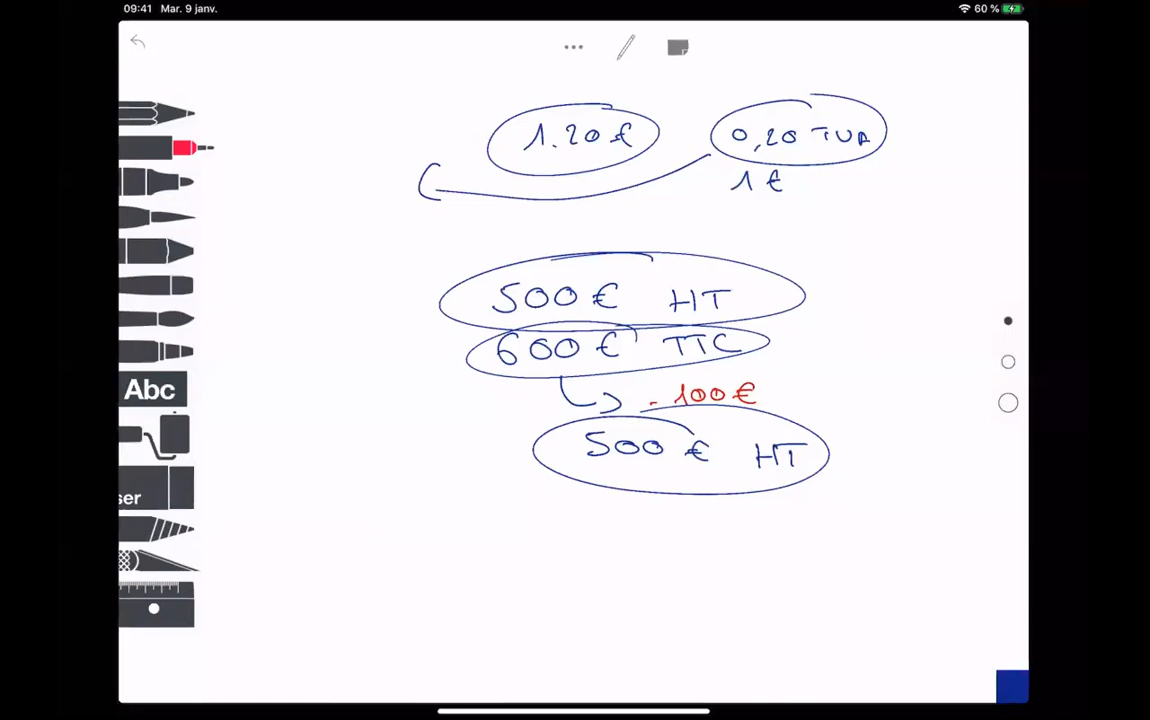 09:41 Mar. 9 janv.
60 %
1.20 € 0,20 TVA
1 €
500 € HT
600 € TTC
- 100 €
500 € HT
Abc
ser